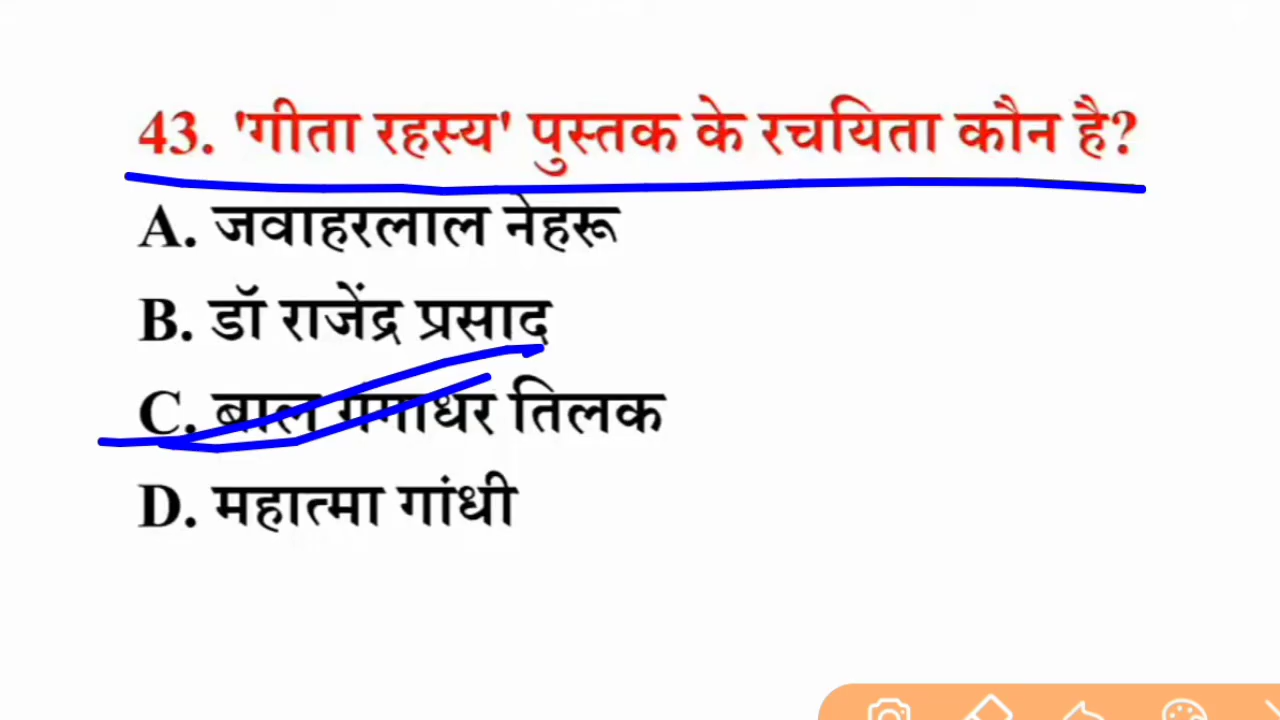 43. 'गीता रहस्य' पुस्तक के रचयिता कौन है?
A. जवाहरलाल नेहरू
B. डॉ राजेंद्र प्रसाद
C. बाल गंगाधर तिलक
D. महात्मा गांधी